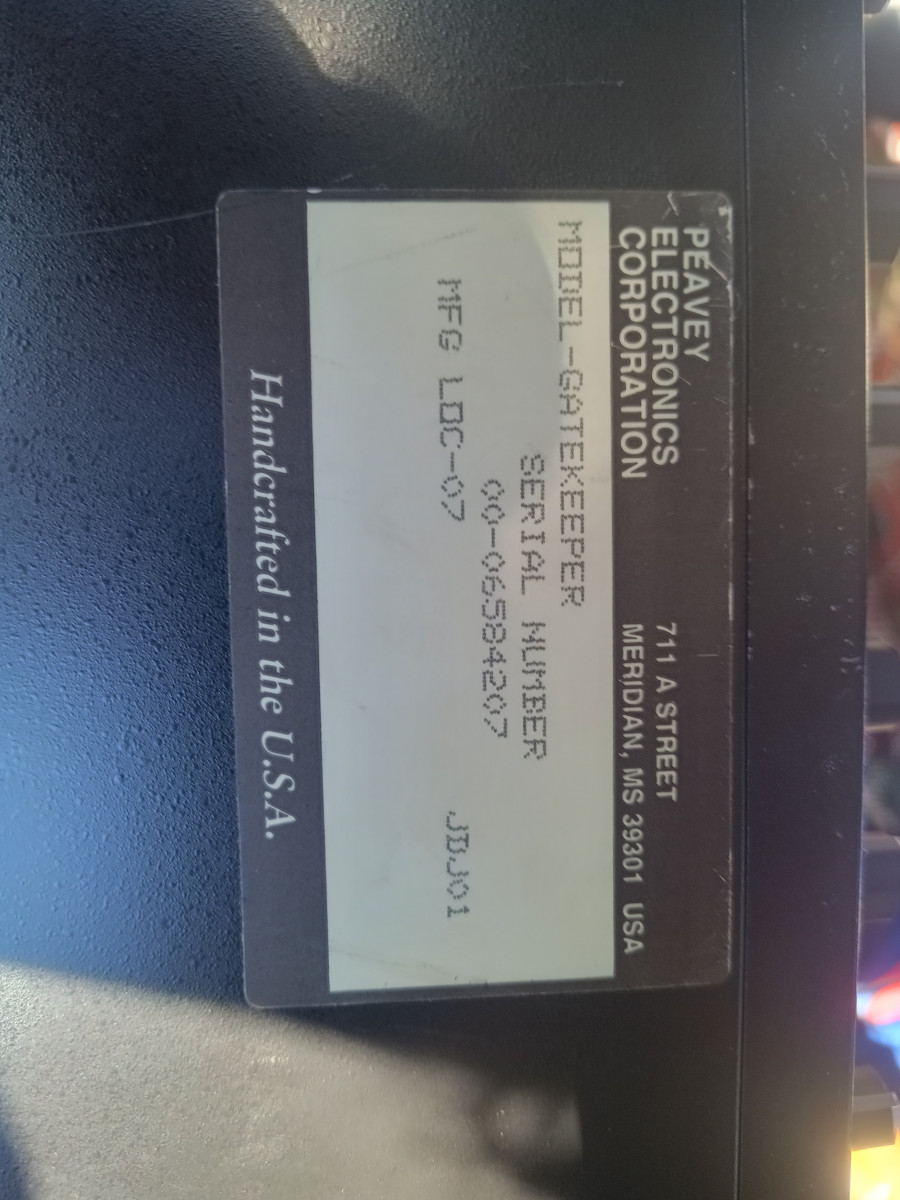 PEAVEY
ELECTRONICS
CORPORATION
711 A STREET
MERIDIAN, MS 39301 USA
MODEL-GATEKEEPER
SERIAL NUMBER
00-06584207
MFG LOC-07 JDJ01
Handcrafted in the U.S.A.